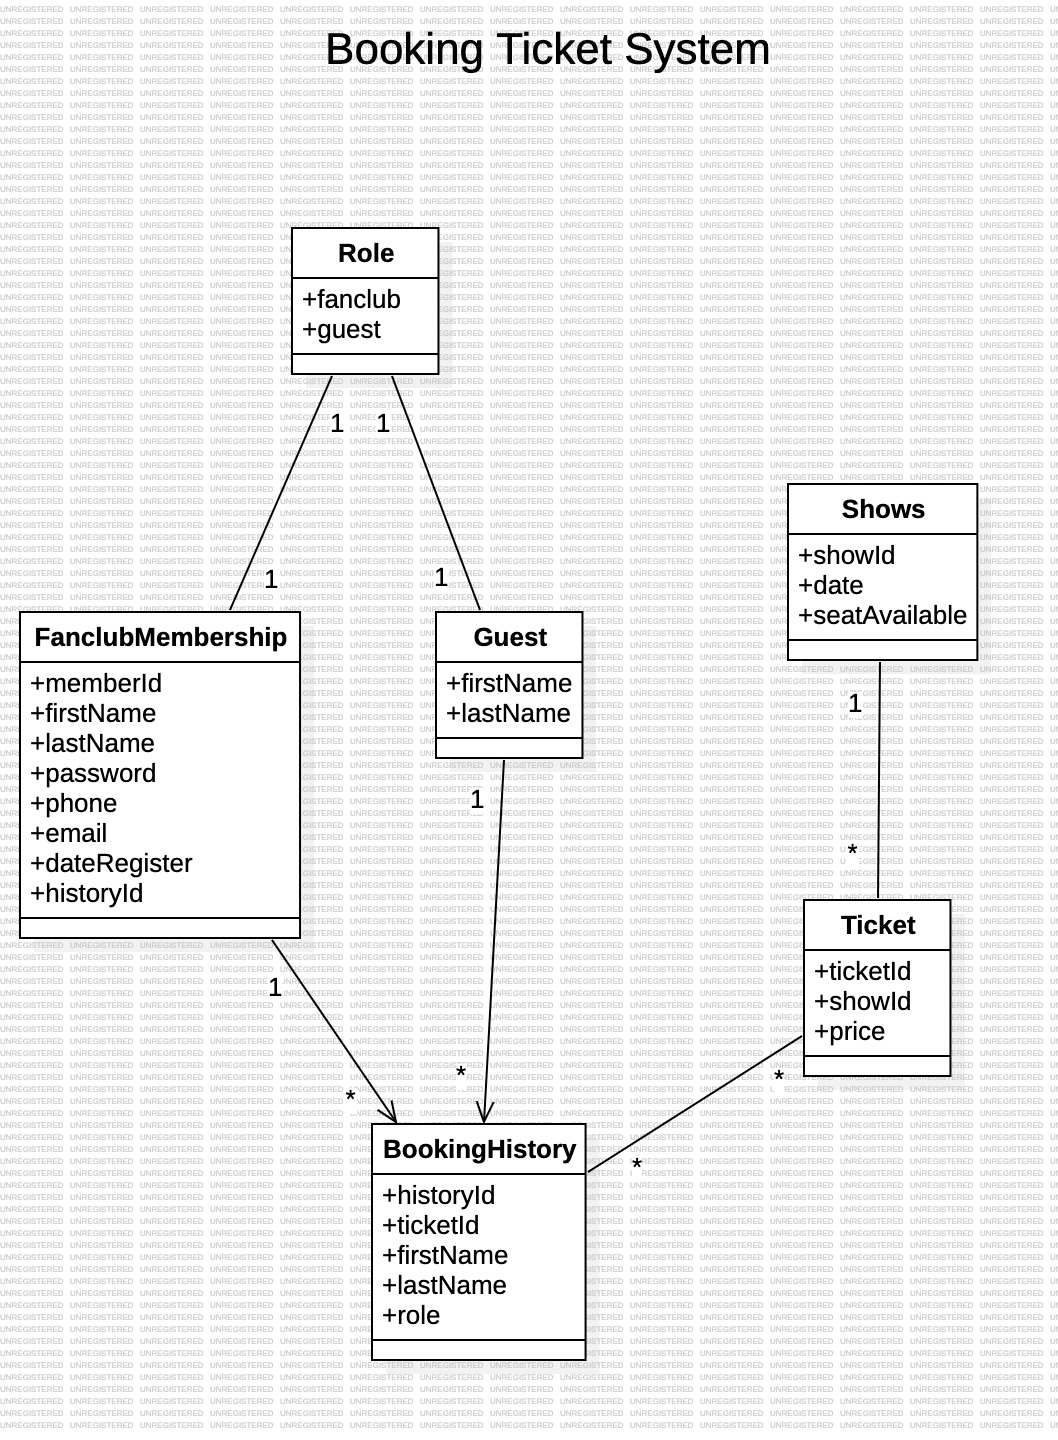 Booking Ticket System
Role
+fanclub
+guest
1
1
1
1
Shows
+showId
+date
+seatAvailable
FanclubMembership
+memberId
+firstName
+lastName
+password
+phone
+email
+dateRegister
+historyId
Guest
+firstName
+lastName
1
1
*
Ticket
+ticketId
+showId
+price
1
*
*
*
*
BookingHistory
+historyId
+ticketId
+firstName
+lastName
+role
UNREGISTERED